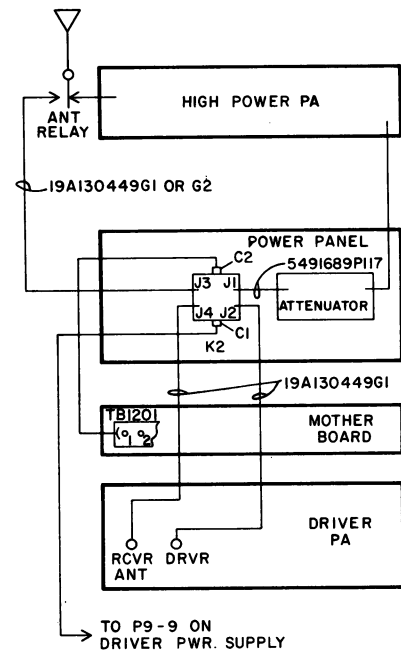 HIGH POWER PA
ANT
RELAY
19A130449G1 OR G2
POWER PANEL
C2
5491689P117
J3 J1
ATTENUATOR
J4 J2
C1
K2
19A130449G1
TB1201
1 2
MOTHER
BOARD
DRIVER
PA
RCVR DRVR
ANT
TO P9-9 ON
DRIVER PWR. SUPPLY